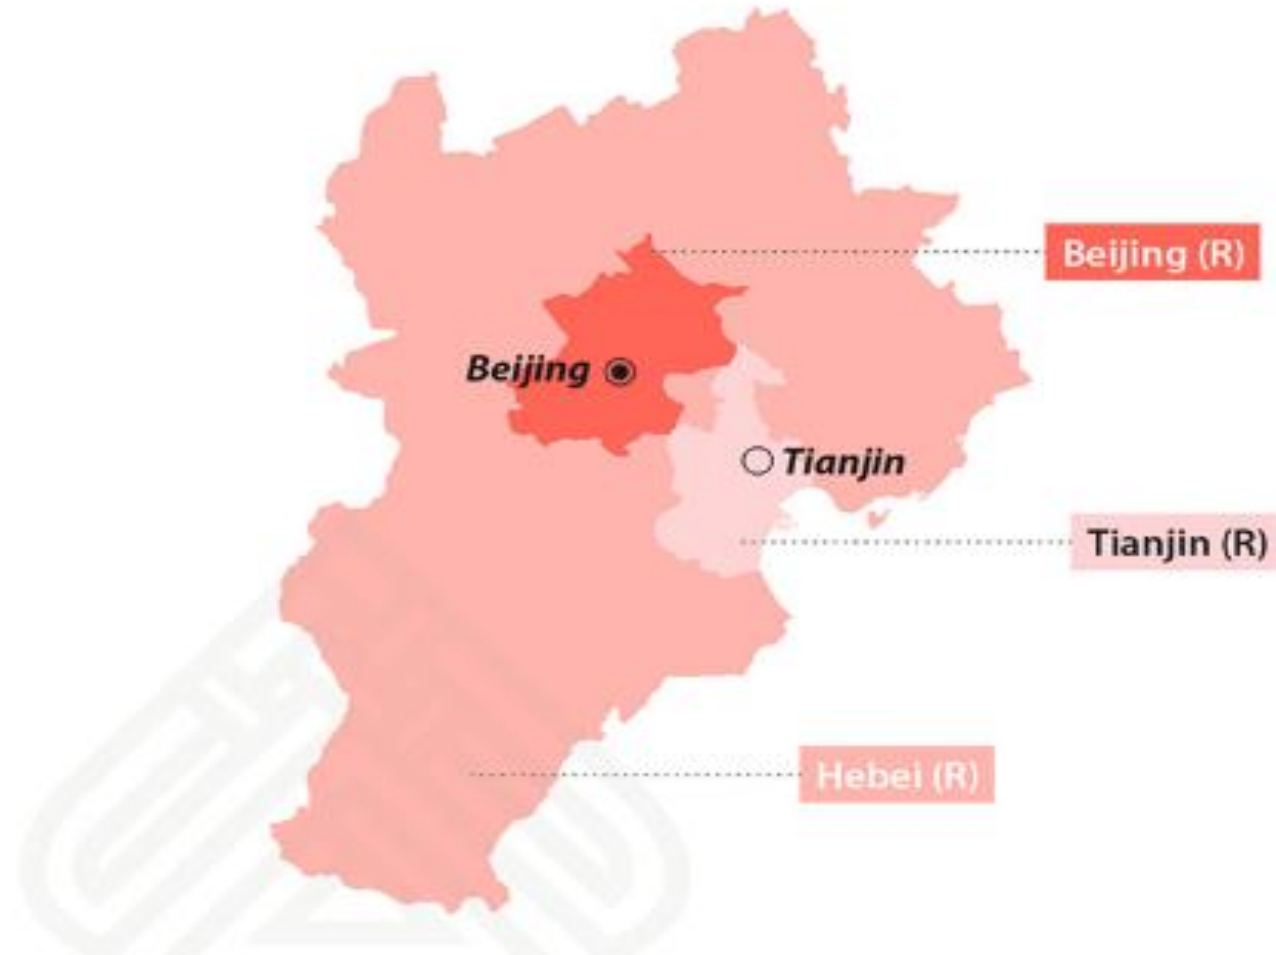 Beijing (R)
Beijing
Tianjin
Tianjin (R)
Hebei (R)